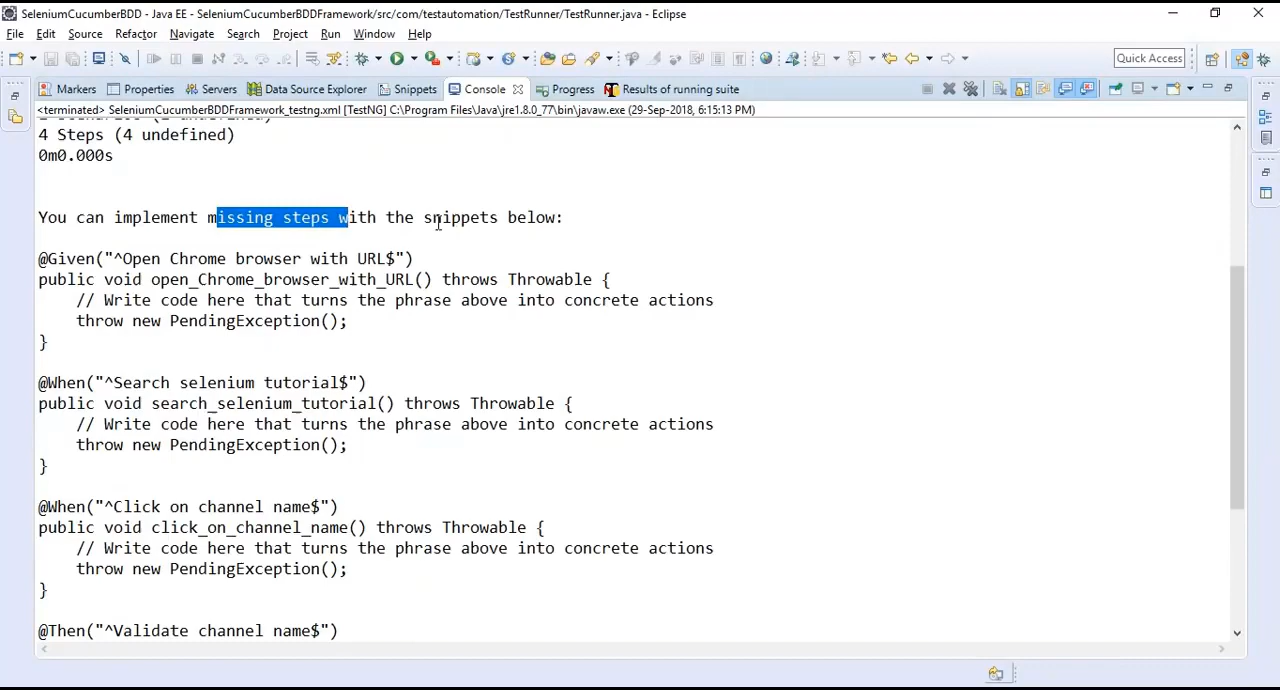 SeleniumCucumberBDD - Java EE - SeleniumCucumberBDDFramework/src/com/testautomation/TestRunner/TestRunner.java - Eclipse
File Edit Source Refactor Navigate Search Project Run Window Help
Quick Access
Markers Properties Servers Data Source Explorer Snippets Console Progress Results of running suite
<terminated> SeleniumCucumberBDDFramework_testng.xml [TestNG] C:\Program Files\Java\jre1.8.0_77\bin\javaw.exe (29-Sep-2018, 6:15:13 PM)
4 Steps (4 undefined)
0m0.000s
You can implement missing steps with the snippets below:
@Given("^Open Chrome browser with URL$")
public void open_Chrome_browser_with_URL() throws Throwable {
// Write code here that turns the phrase above into concrete actions
throw new PendingException();
}
@When("^Search selenium tutorial$")
public void search_selenium_tutorial() throws Throwable {
// Write code here that turns the phrase above into concrete actions
throw new PendingException();
}
@When("^Click on channel name$")
public void click_on_channel_name() throws Throwable {
// Write code here that turns the phrase above into concrete actions
throw new PendingException();
}
@Then("^Validate channel name$")